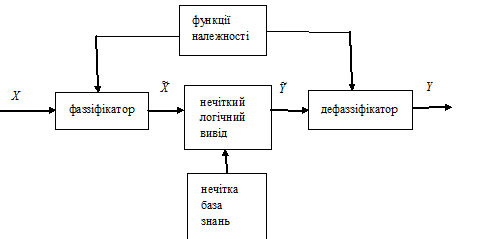 функції
належності
X
фаззіфікатор
X̃
нечіткий
логічний
вивід
Ỹ
дефаззіфікатор
Y
нечітка
база
знань